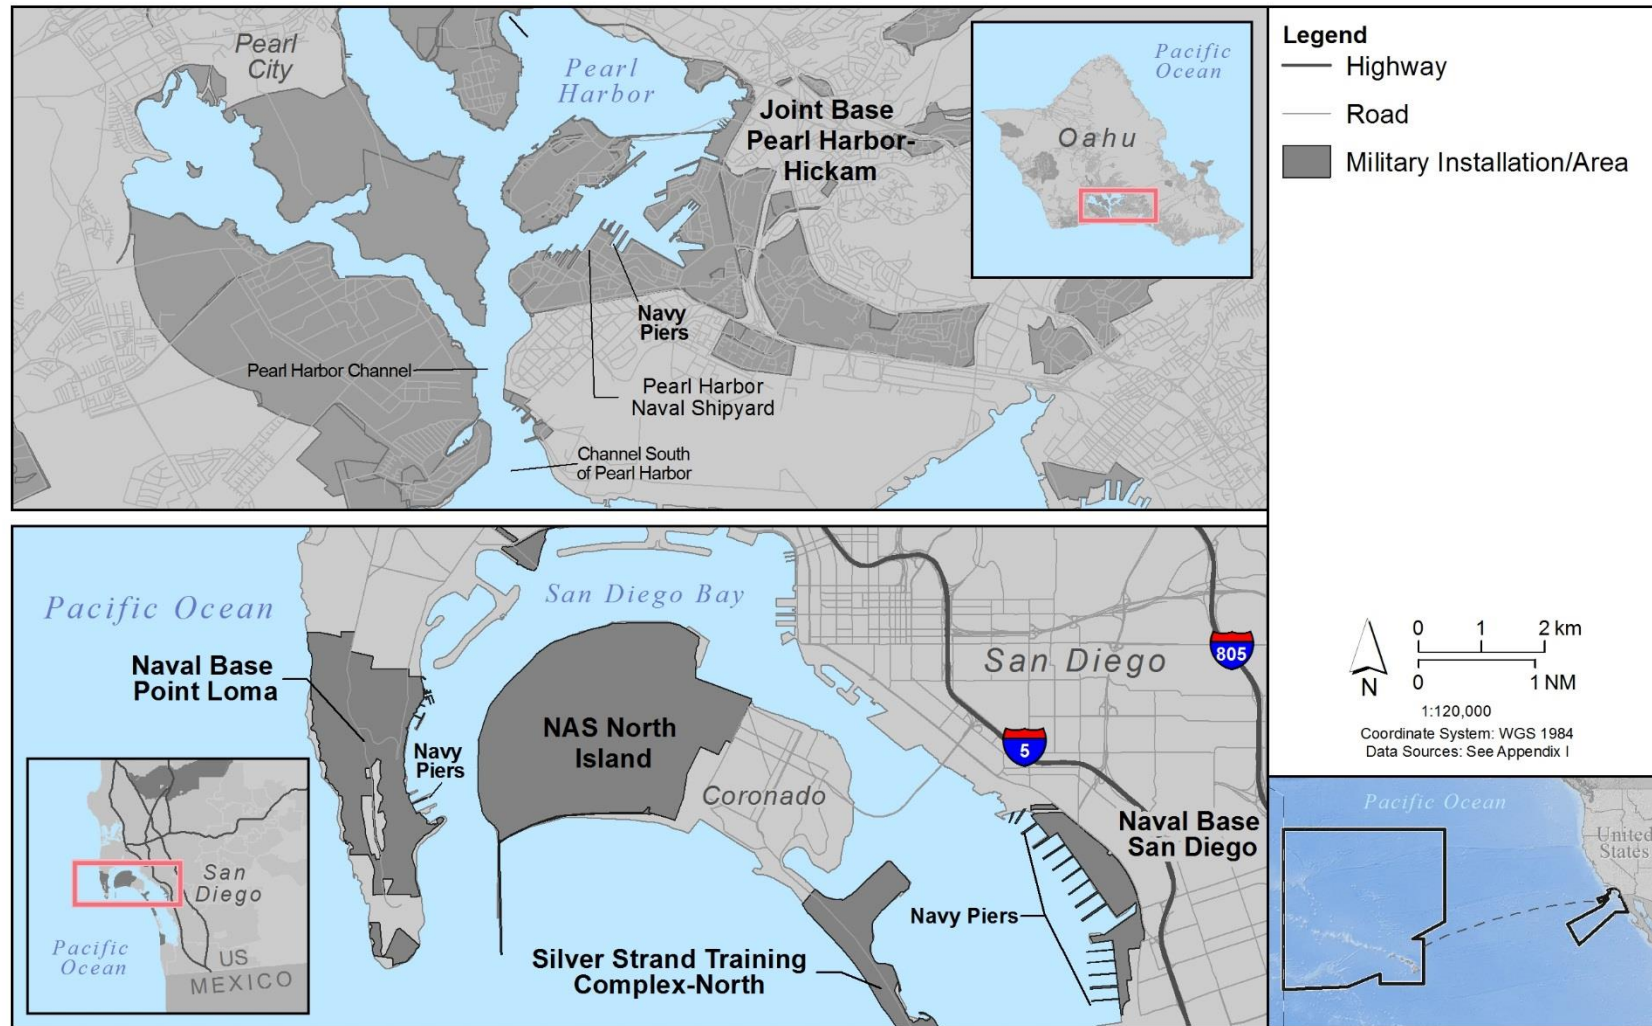 Pearl
City
Pearl
Harbor
Joint Base
Pearl Harbor-
Hickam
Navy
Piers
Pearl Harbor Channel
Pearl Harbor
Naval Shipyard
Channel South
of Pearl Harbor
Pacific
Ocean
Oahu
Legend
Highway
Road
Military Installation/Area
Pacific Ocean
San Diego Bay
Naval Base
Point Loma
NAS North
Island
Navy
Piers
Coronado
San Diego
805
5
Naval Base
San Diego
Navy Piers
Silver Strand Training
Complex-North
San
Diego
Pacific
Ocean
US
MEXICO
N
0 1 2 km
0 1 NM
1:120,000
Coordinate System: WGS 1984
Data Sources: See Appendix I
Pacific Ocean
United
States